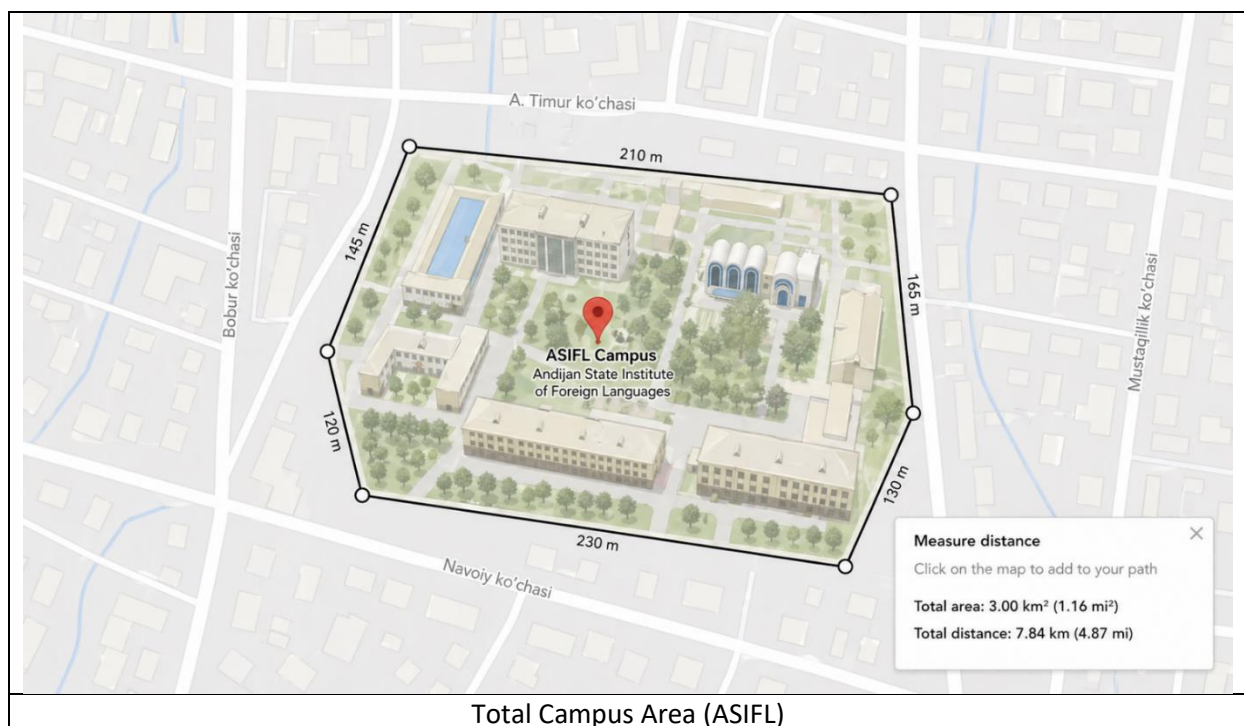 A. Timur ko‘chasi
210 m
145 m
165 m
Bobur ko‘chasi
Mustaqillik ko‘chasi
ASIFL Campus
Andijan State Institute
of Foreign Languages
120 m
130 m
230 m
Navoiy ko‘chasi
Measure distance
Click on the map to add to your path
Total area: 3.00 km² (1.16 mi²)
Total distance: 7.84 km (4.87 mi)
Total Campus Area (ASIFL)